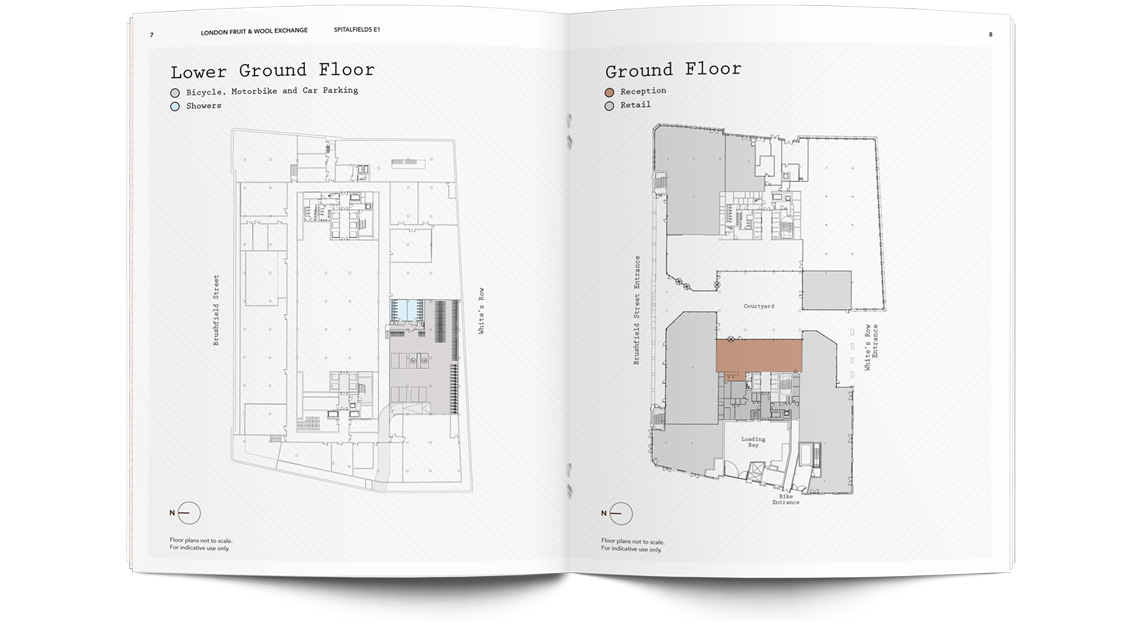 7
LONDON FRUIT & WOOL EXCHANGE
SPITALFIELDS E1
Lower Ground Floor
Bicycle, Motorbike and Car Parking
Showers
Brushfield Street
White's Row
N
Floor plans not to scale.
For indicative use only.
8
Ground Floor
Reception
Retail
Brushfield Street Entrance
Courtyard
White's Row
Entrance
Loading
Bay
Bike
Entrance
N
Floor plans not to scale.
For indicative use only.